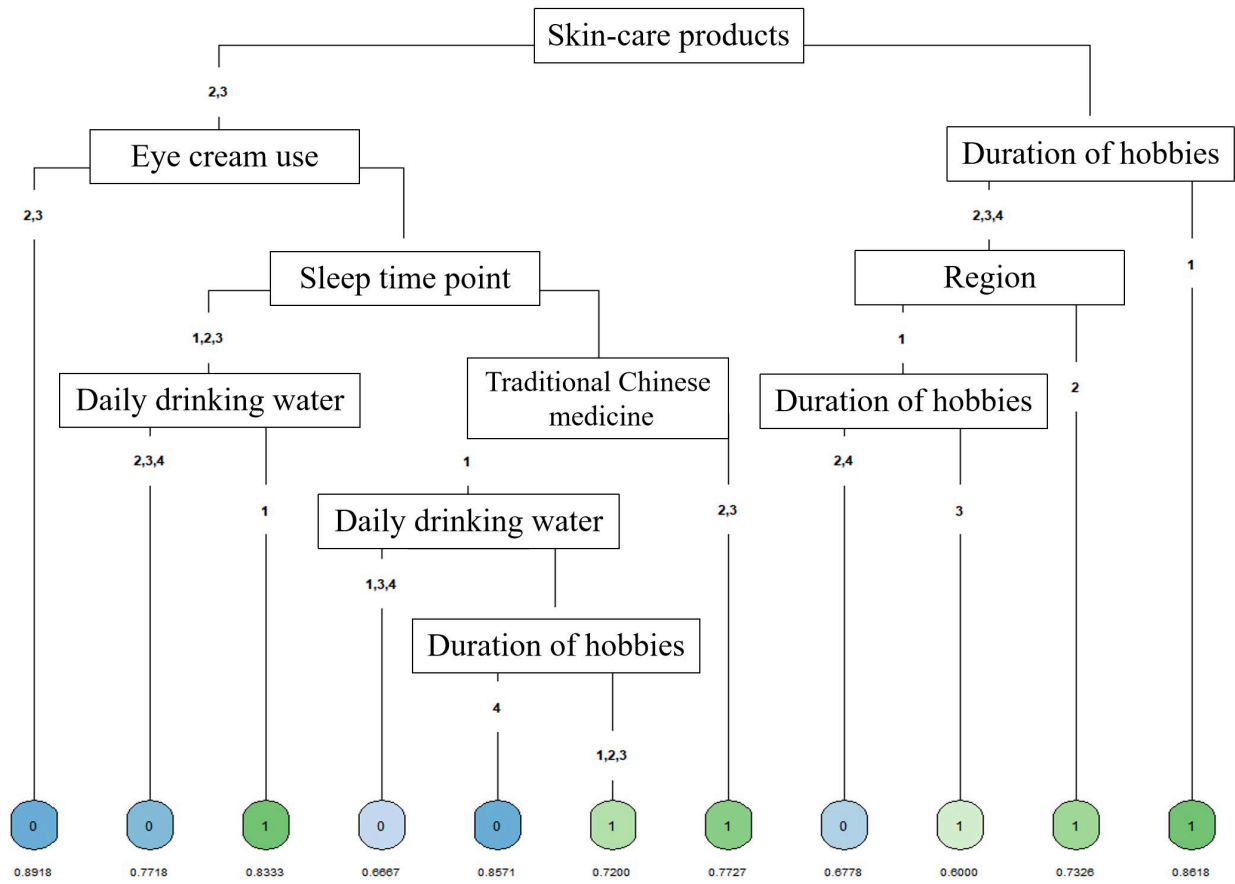 Skin-care products
2,3
Eye cream use
Duration of hobbies
2,3
2,3,4
Sleep time point
Region
1
1,2,3
1
Traditional Chinese
medicine
2
Daily drinking water
Duration of hobbies
2,3,4
1
2,4
1
2,3
3
Daily drinking water
1,3,4
Duration of hobbies
4
1,2,3
0 0 1 0 0 1 1 0 1 1 1
0.8918 0.7718 0.8333 0.6667 0.8571 0.7200 0.7727 0.6778 0.6000 0.7326 0.8618